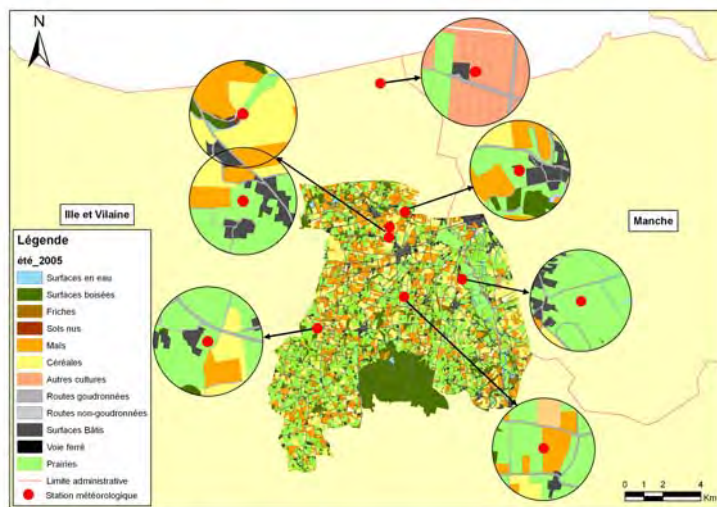 N
Ille et Vilaine
Manche
Légende
été_2005
Surfaces en eau
Surfaces boisées
Friches
Sols nus
Maïs
Céréales
Autres cultures
Routes goudronnées
Routes non-goudronnées
Surfaces Bâtis
Voie ferré
Prairies
Limite administrative
Station météorologique
0 1 2 4
Km